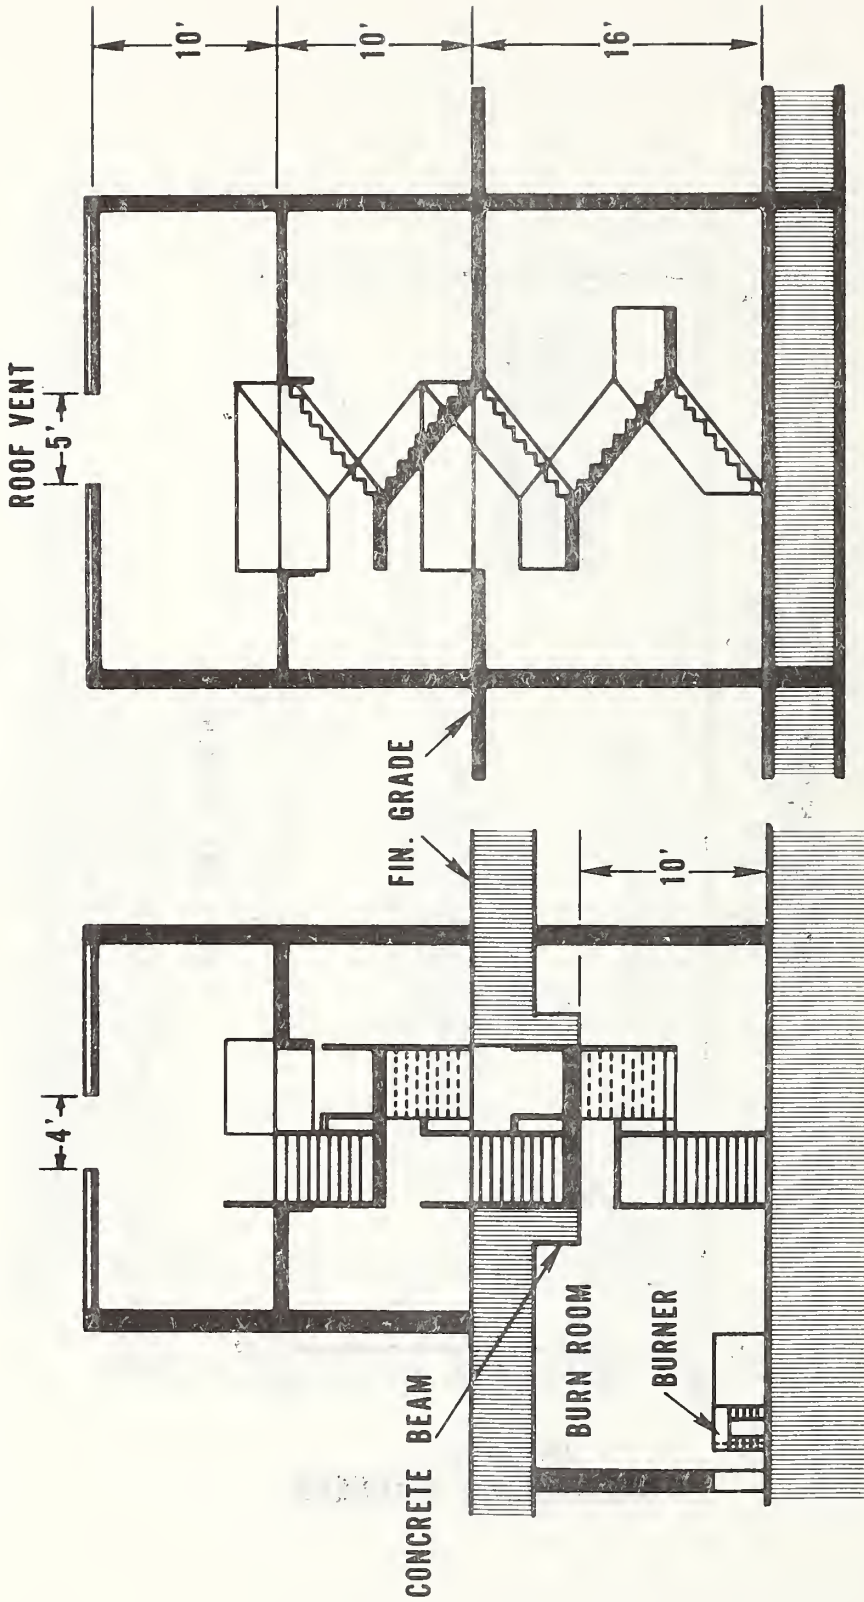 ROOF VENT
5'
10'
10'
16'
4'
FIN. GRADE
10'
CONCRETE BEAM
BURN ROOM
BURNER